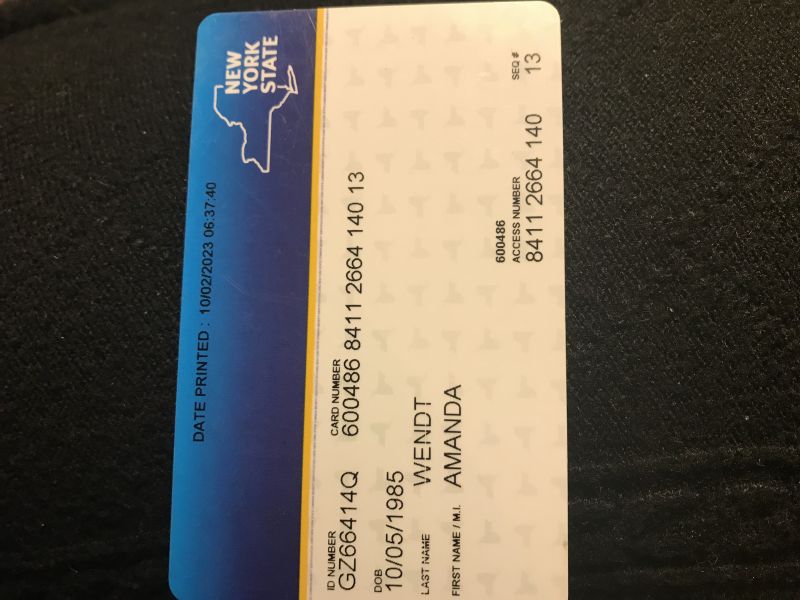 NEW
YORK
STATE
DATE PRINTED : 10/02/2023 06:37:40
ID NUMBER
GZ66414Q
CARD NUMBER
600486 8411 2664 140 13
DOB
10/05/1985
LAST NAME WENDT
FIRST NAME / M.I. AMANDA
600486
ACCESS NUMBER
8411 2664 140
SEQ #
13